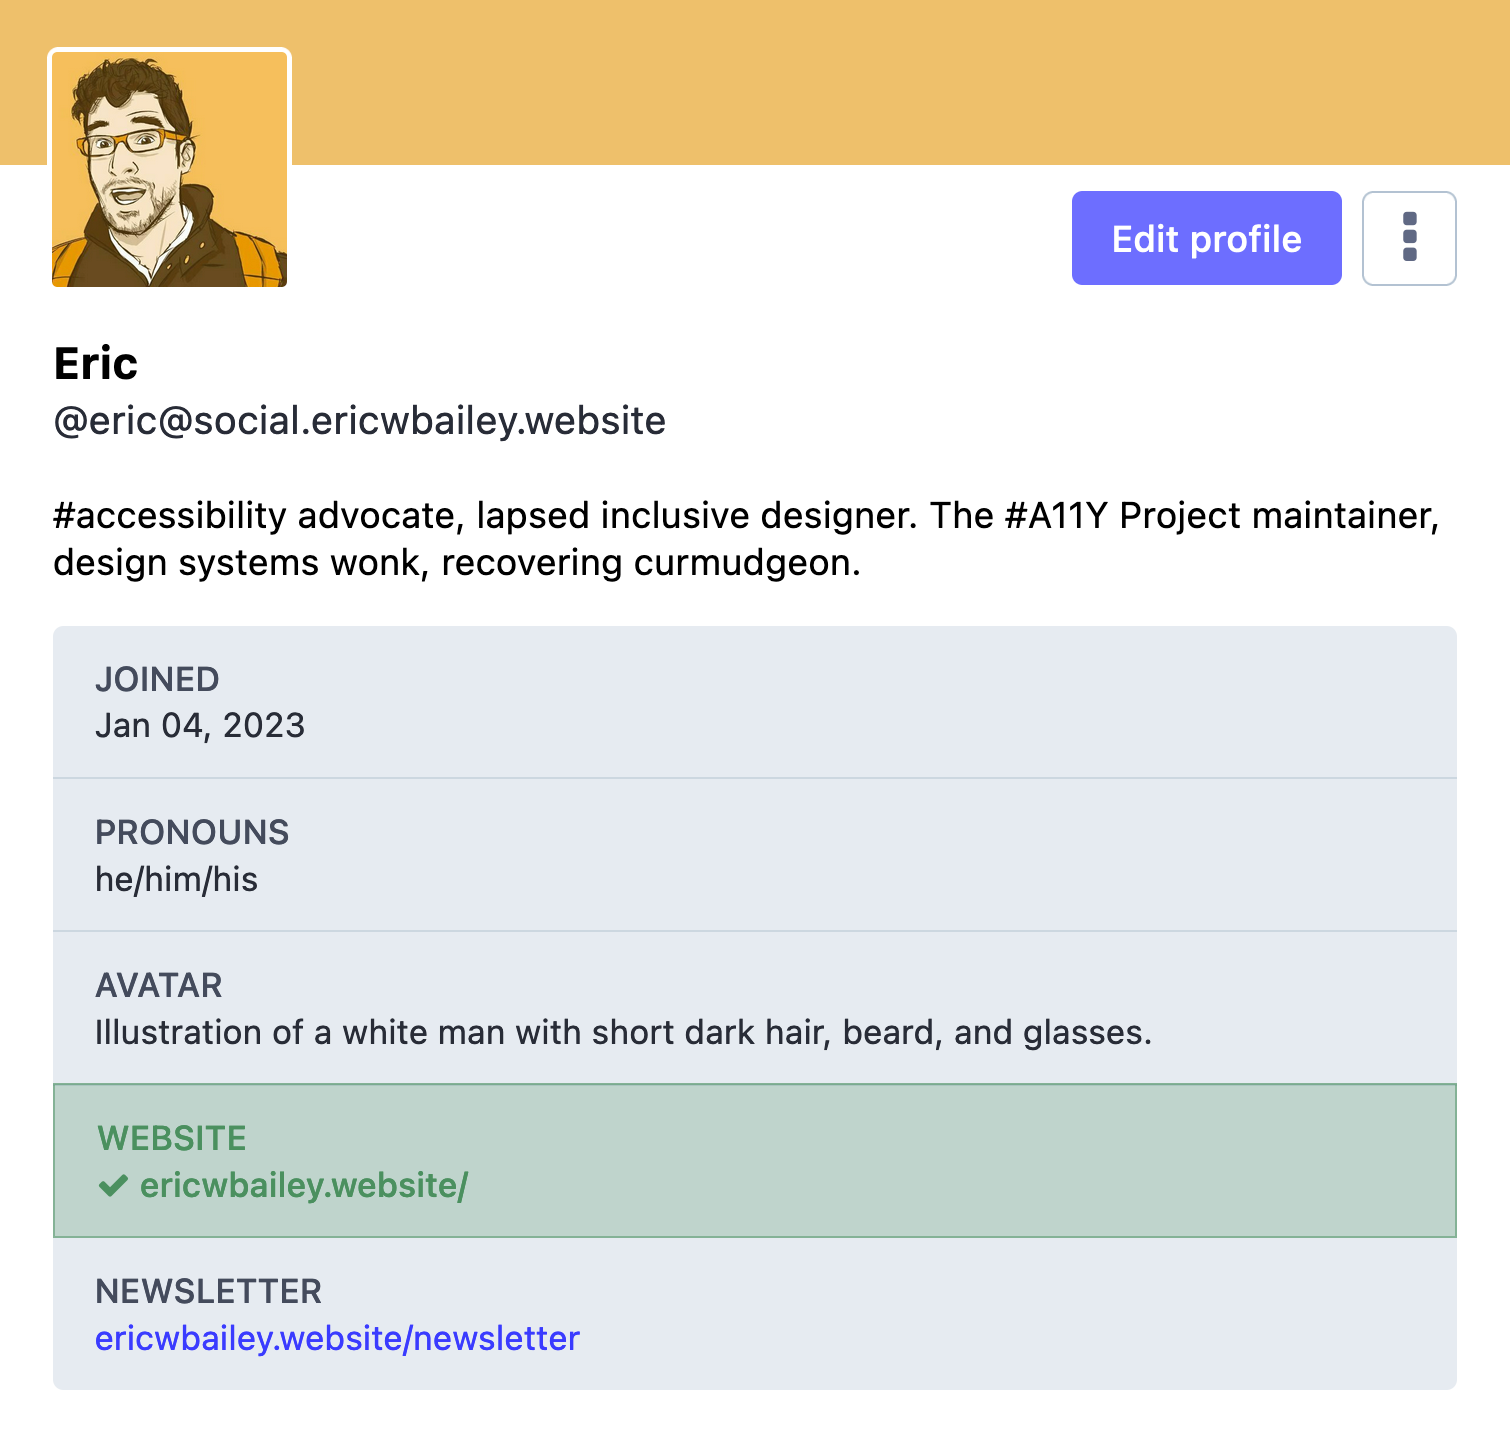 Edit profile
Eric
@eric@social.ericwbailey.website
#accessibility advocate, lapsed inclusive designer. The #A11Y Project maintainer,
design systems wonk, recovering curmudgeon.
JOINED
Jan 04, 2023
PRONOUNS
he/him/his
AVATAR
Illustration of a white man with short dark hair, beard, and glasses.
WEBSITE
✔ ericwbailey.website/
NEWSLETTER
ericwbailey.website/newsletter